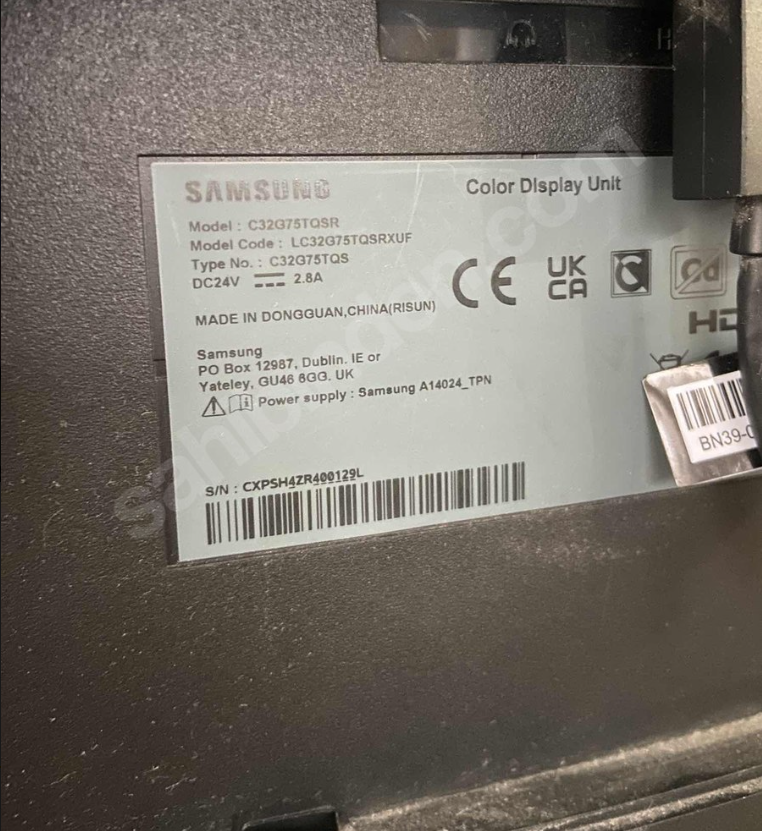 SAMSUNG
Color Display Unit
Model : C32G75TQSR
Model Code : LC32G75TQSRXUF
Type No. : C32G75TQS
DC24V 2.8A
CE
UK
CA
MADE IN DONGGUAN,CHINA(RISUN)
Samsung
PO Box 12987, Dublin. IE or
Yateley, GU46 6GG. UK
Power supply : Samsung A14024_TPN
S/N : CXPSH4ZR400129L
BN39-
sahibinden.com